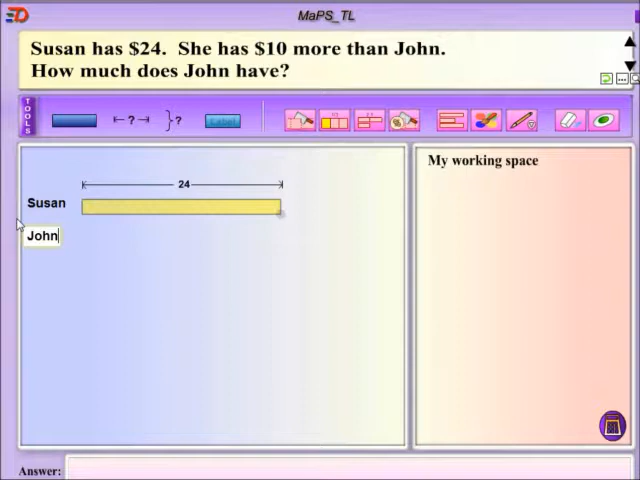 MaPS_TL
Susan has $24. She has $10 more than John.
How much does John have?
TOOLS
?
?
Label
My working space
24
Susan
John
Answer: